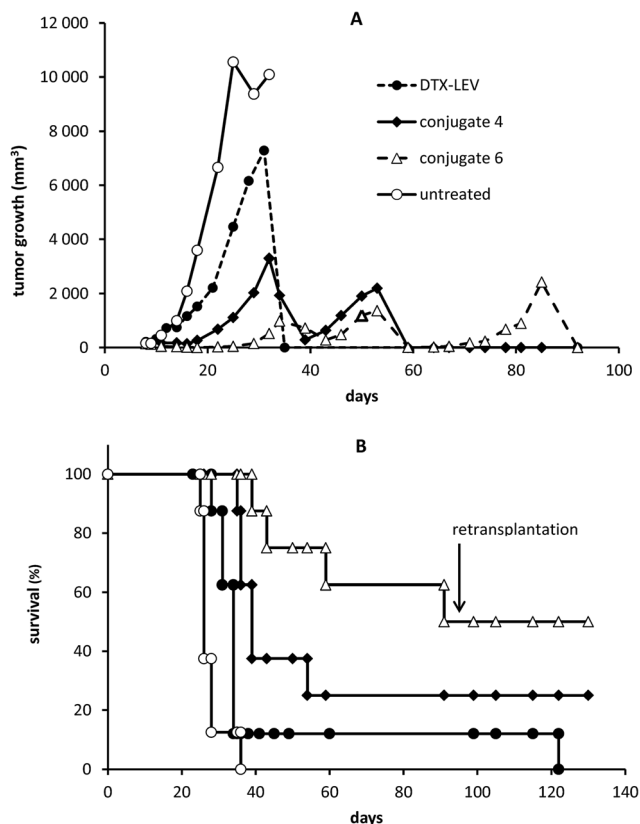 A
12 000
10 000
8 000
6 000
4 000
2 000
0
tumor growth (mm³)
DTX-LEV
conjugate 4
conjugate 6
untreated
0 20 40 60 80 100
days
B
100
80
60
40
20
0
survival (%)
retransplantation
0 20 40 60 80 100 120 140
days